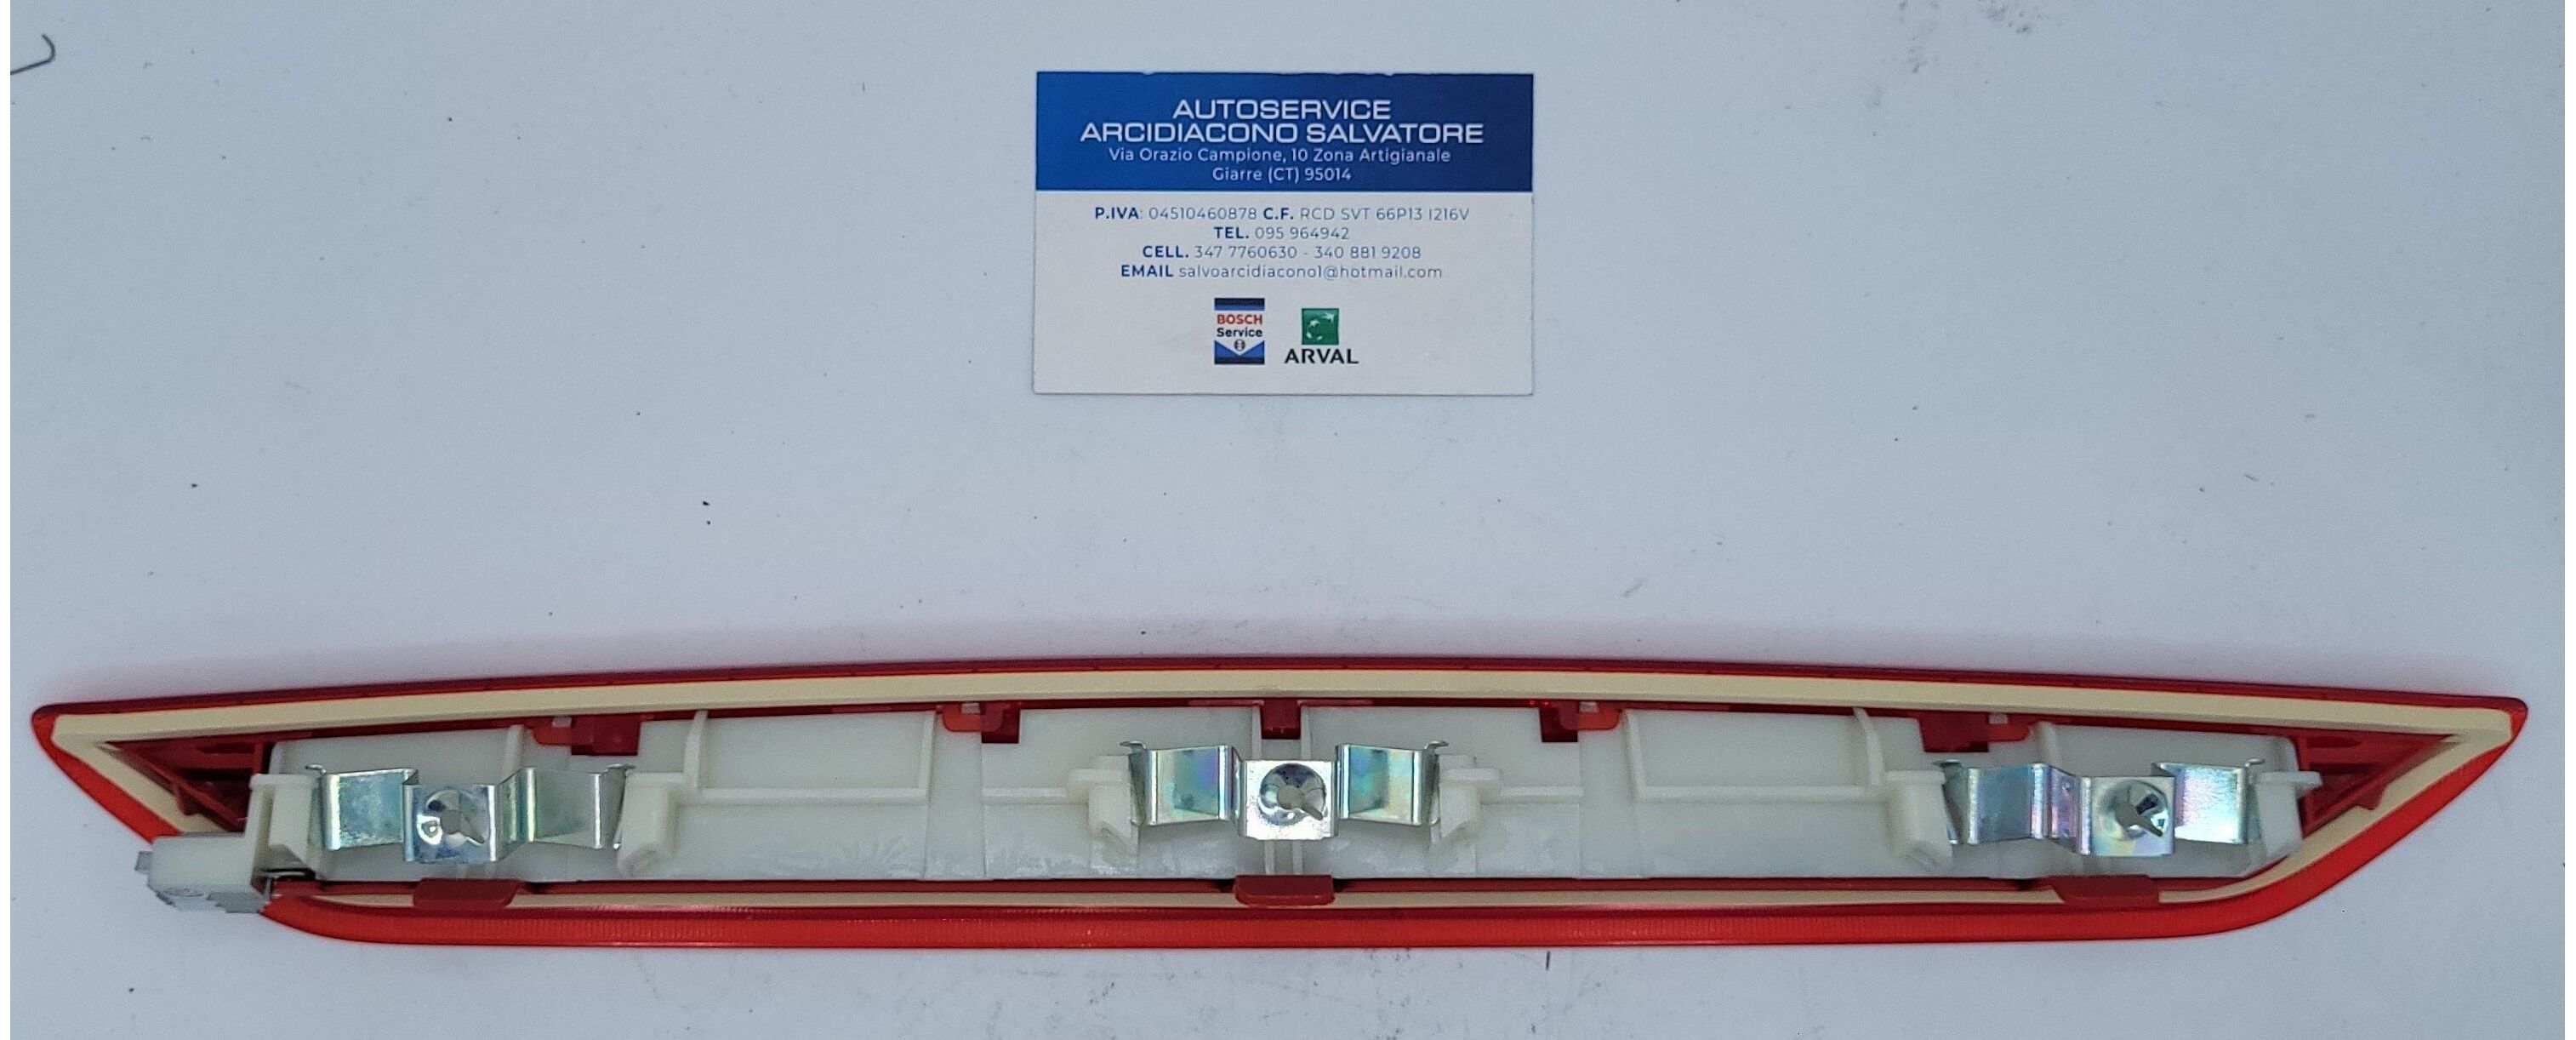 AUTOSERVICE
ARCIDIACONO SALVATORE
Via Orazio Campione, 10 Zona Artigianale
Giarre (CT) 95014
P.IVA: 04510460878 C.F. RCD SVT 66P13 I216V
TEL. 095 964942
CELL. 347 7760630 - 340 881 9208
EMAIL salvoarcidiacono1@hotmail.com
BOSCH
Service
ARVAL